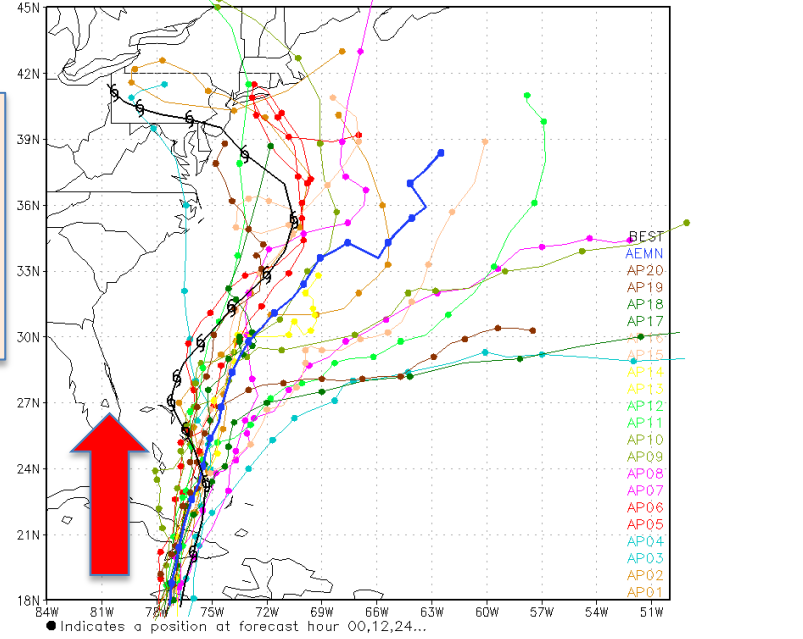 45N
42N
39N
36N
33N
30N
27N
24N
21N
18N
BEST
AEMN
AP20
AP19
AP18
AP17
AP15
AP14
AP13
AP12
AP11
AP10
AP09
AP08
AP07
AP06
AP05
AP04
AP03
AP02
AP01
84W 81W 75W 72W 69W 66W 63W 60W 57W 54W 51W
Indicates a position at forecast hour 00,12,24...